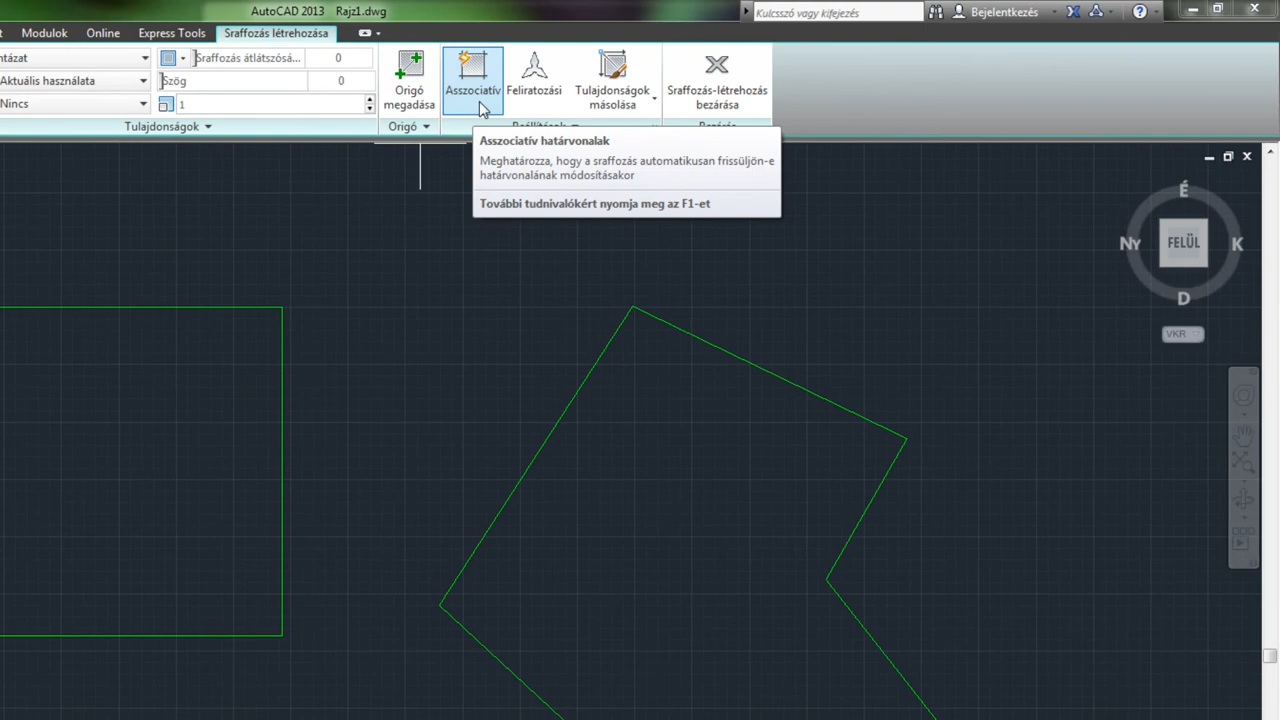 AutoCAD 2013 Rajz1.dwg
Kulcsszó vagy kifejezés
Bejelentkezés
Modulok
Online
Express Tools
Sraffozás létrehozása
Sraffozás átlátszósá...
0
Aktuális használata
Szög
0
Nincs
1
Tulajdonságok
Origó
megadása
Origó
Asszociatív
Feliratozási
Tulajdonságok
másolása
Sraffozás-létrehozás
bezárása
Asszociatív határvonalak
Meghatározza, hogy a sraffozás automatikusan frissüljön-e
határvonalának módosításakor
További tudnivalókért nyomja meg az F1-et
É
Ny
FELÜL
K
D
VKR